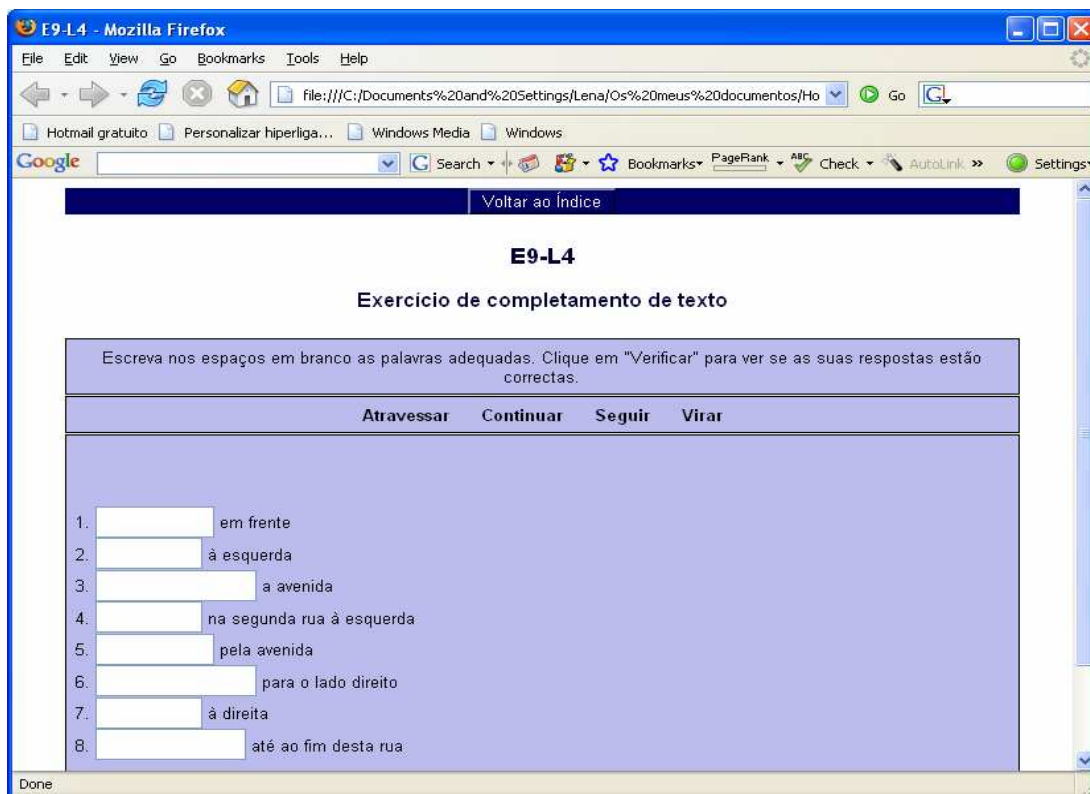 E9-L4 - Mozilla Firefox
File Edit View Go Bookmarks Tools Help
file:///C:/Documents%20and%20Settings/Lena/Os%20meus%20documentos/Ho Go G
Hotmail gratuito Personalizar hiperliga... Windows Media Windows
Google G Search Bookmarks PageRank ABC Check AutoLink » Settings
Voltar ao Índice
E9-L4
Exercício de completamento de texto
Escreva nos espaços em branco as palavras adequadas. Clique em "Verificar" para ver se as suas respostas estão
correctas.
Atravessar Continuar Seguir Virar
1. em frente
2. à esquerda
3. a avenida
4. na segunda rua à esquerda
5. pela avenida
6. para o lado direito
7. à direita
8. até ao fim desta rua
Done